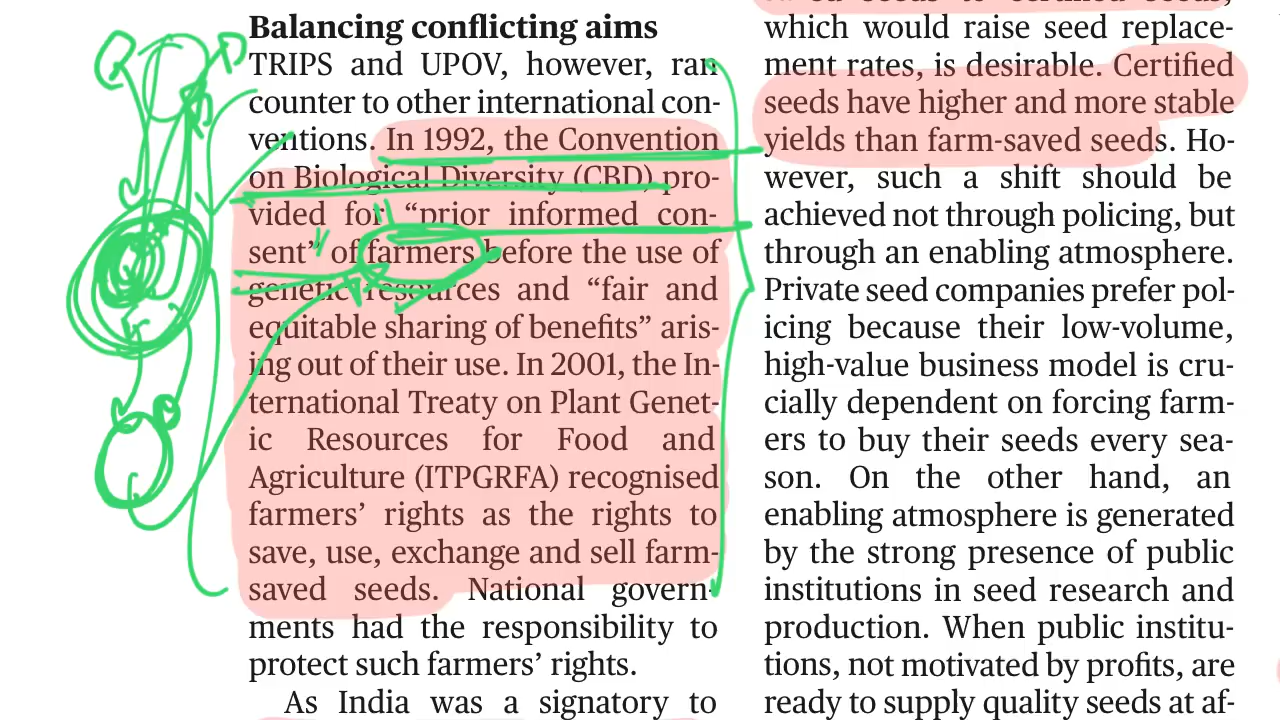 Balancing conflicting aims
TRIPS and UPOV, however, ran
counter to other international con-
ventions. In 1992, the Convention
on Biological Diversity (CBD) pro-
vided for “prior informed con-
sent” of farmers before the use of
genetic resources and “fair and
equitable sharing of benefits” aris-
ing out of their use. In 2001, the In-
ternational Treaty on Plant Genet-
ic Resources for Food and
Agriculture (ITPGRFA) recognised
farmers’ rights as the rights to
save, use, exchange and sell farm-
saved seeds. National govern-
ments had the responsibility to
protect such farmers’ rights.
As India was a signatory to
which would raise seed replace-
ment rates, is desirable. Certified
seeds have higher and more stable
yields than farm-saved seeds. Ho-
wever, such a shift should be
achieved not through policing, but
through an enabling atmosphere.
Private seed companies prefer pol-
icing because their low-volume,
high-value business model is cru-
cially dependent on forcing farm-
ers to buy their seeds every sea-
son. On the other hand, an
enabling atmosphere is generated
by the strong presence of public
institutions in seed research and
production. When public institu-
tions, not motivated by profits, are
ready to supply quality seeds at af-